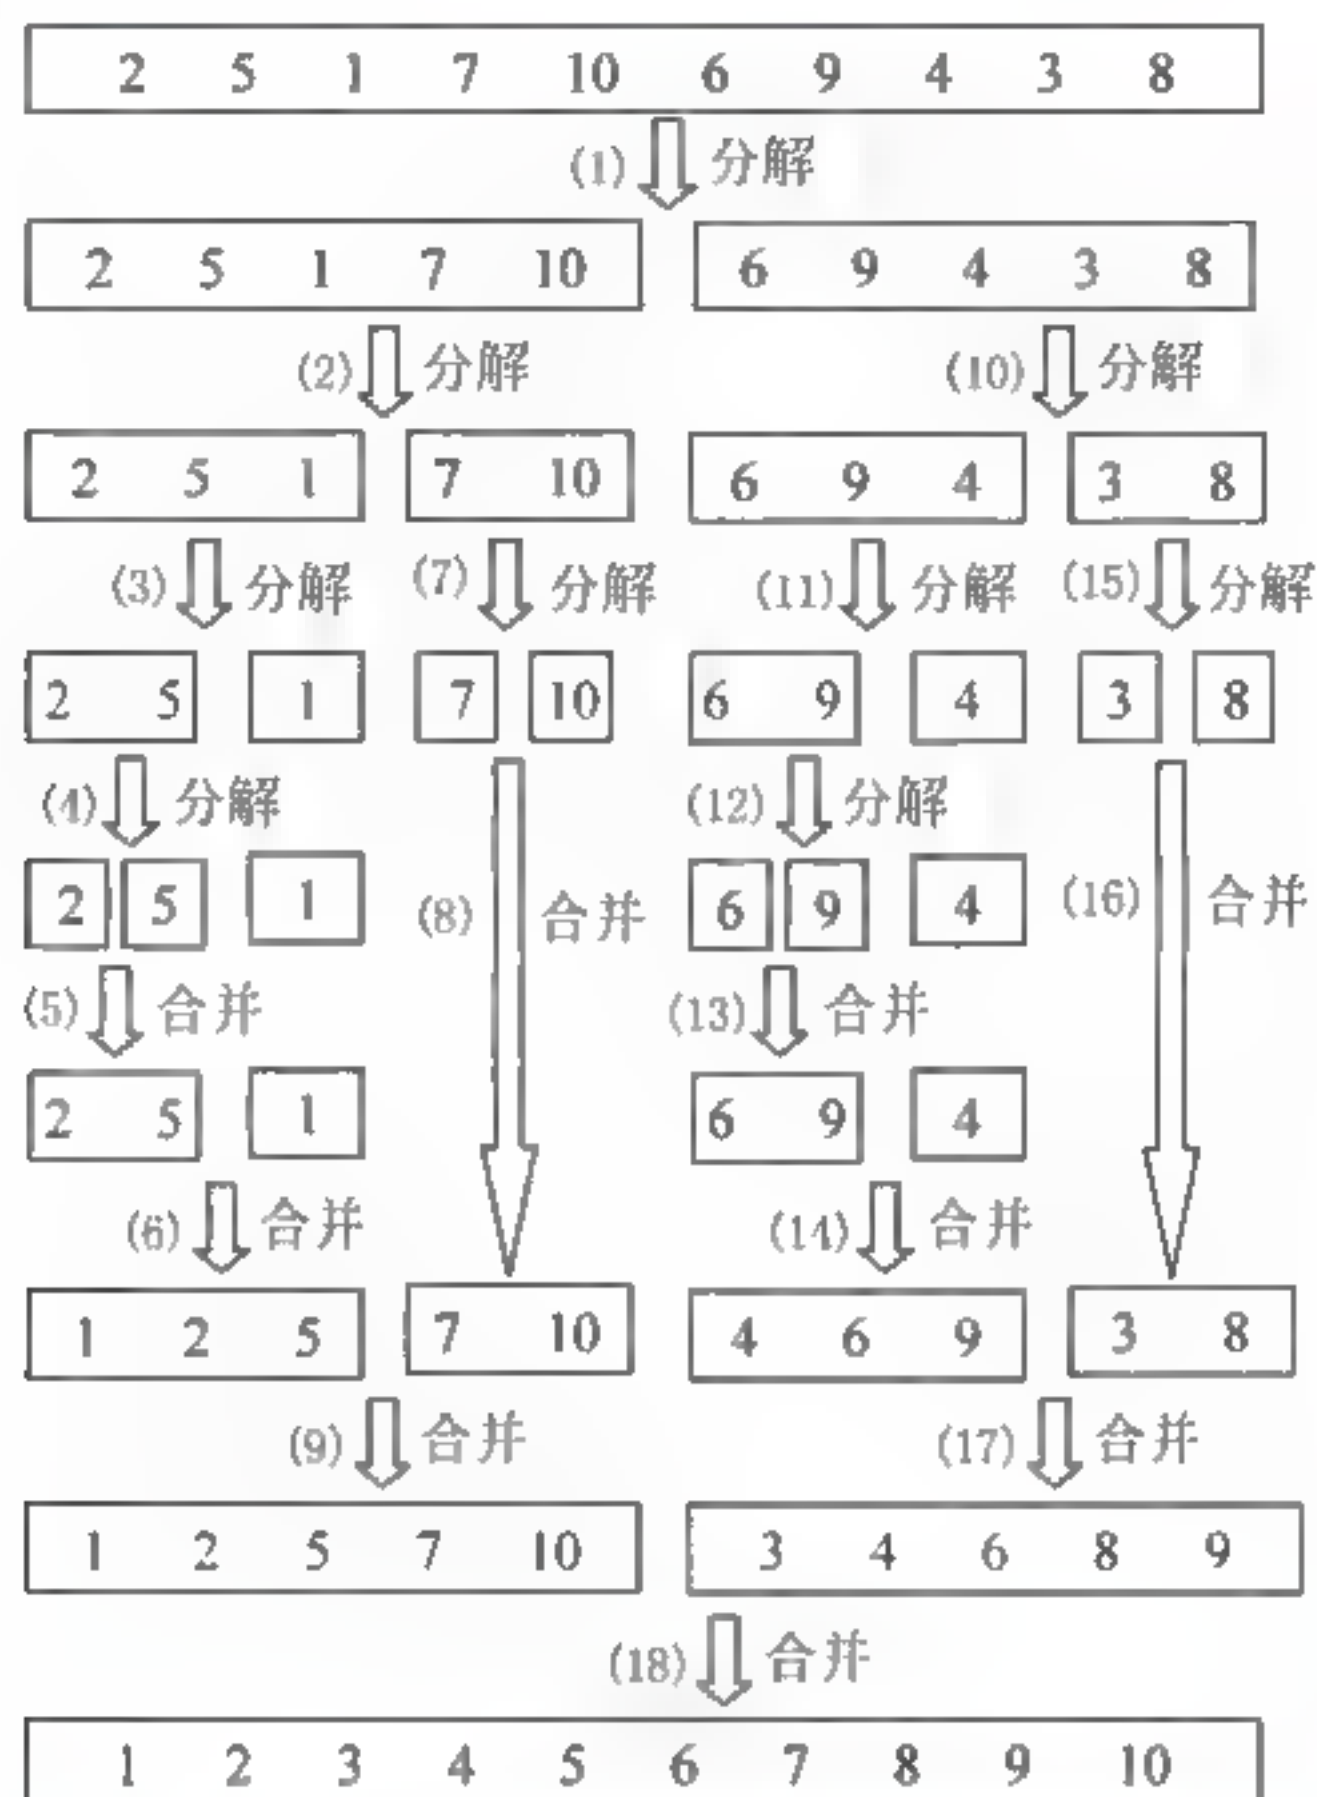 2 5 1 7 10 6 9 4 3 8
(1) 分解
2 5 1 7 10 6 9 4 3 8
(2) 分解 (10) 分解
2 5 1 7 10 6 9 4 3 8
(3) 分解 (7) 分解 (11) 分解 (15) 分解
2 5 1 7 10 6 9 4 3 8
(4) 分解 (12) 分解
2 5 1 (8) 合并 6 9 4 (16) 合并
(5) 合并 (13) 合并
2 5 1 6 9 4
(6) 合并 (14) 合并
1 2 5 7 10 4 6 9 3 8
(9) 合并 (17) 合并
1 2 5 7 10 3 4 6 8 9
(18) 合并
1 2 3 4 5 6 7 8 9 10